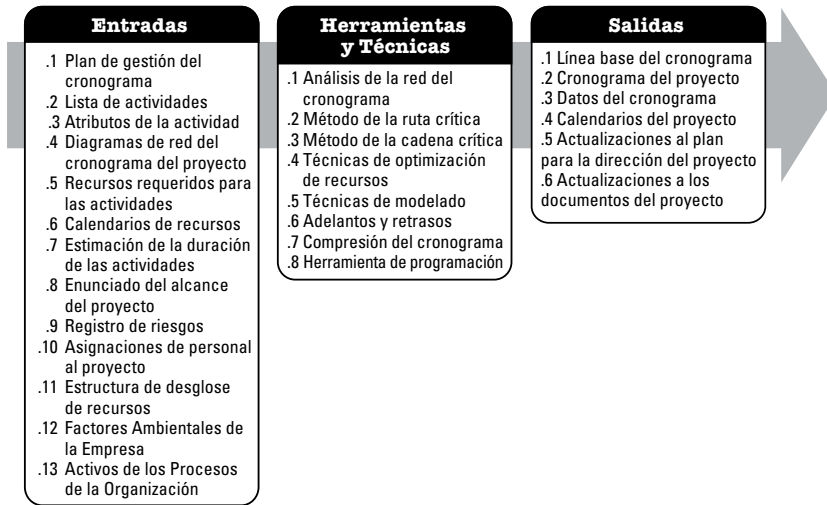 Entradas
.1 Plan de gestión del
cronograma
.2 Lista de actividades
.3 Atributos de la actividad
.4 Diagramas de red del
cronograma del proyecto
.5 Recursos requeridos para
las actividades
.6 Calendarios de recursos
.7 Estimación de la duración
de las actividades
.8 Enunciado del alcance
del proyecto
.9 Registro de riesgos
.10 Asignaciones de personal
al proyecto
.11 Estructura de desglose
de recursos
.12 Factores Ambientales de
la Empresa
.13 Activos de los Procesos
de la Organización
Herramientas
y Técnicas
.1 Análisis de la red del
cronograma
.2 Método de la ruta crítica
.3 Método de la cadena crítica
.4 Técnicas de optimización
de recursos
.5 Técnicas de modelado
.6 Adelantos y retrasos
.7 Compresión del cronograma
.8 Herramienta de programación
Salidas
.1 Línea base del cronograma
.2 Cronograma del proyecto
.3 Datos del cronograma
.4 Calendarios del proyecto
.5 Actualizaciones al plan
para la dirección del proyecto
.6 Actualizaciones a los
documentos del proyecto